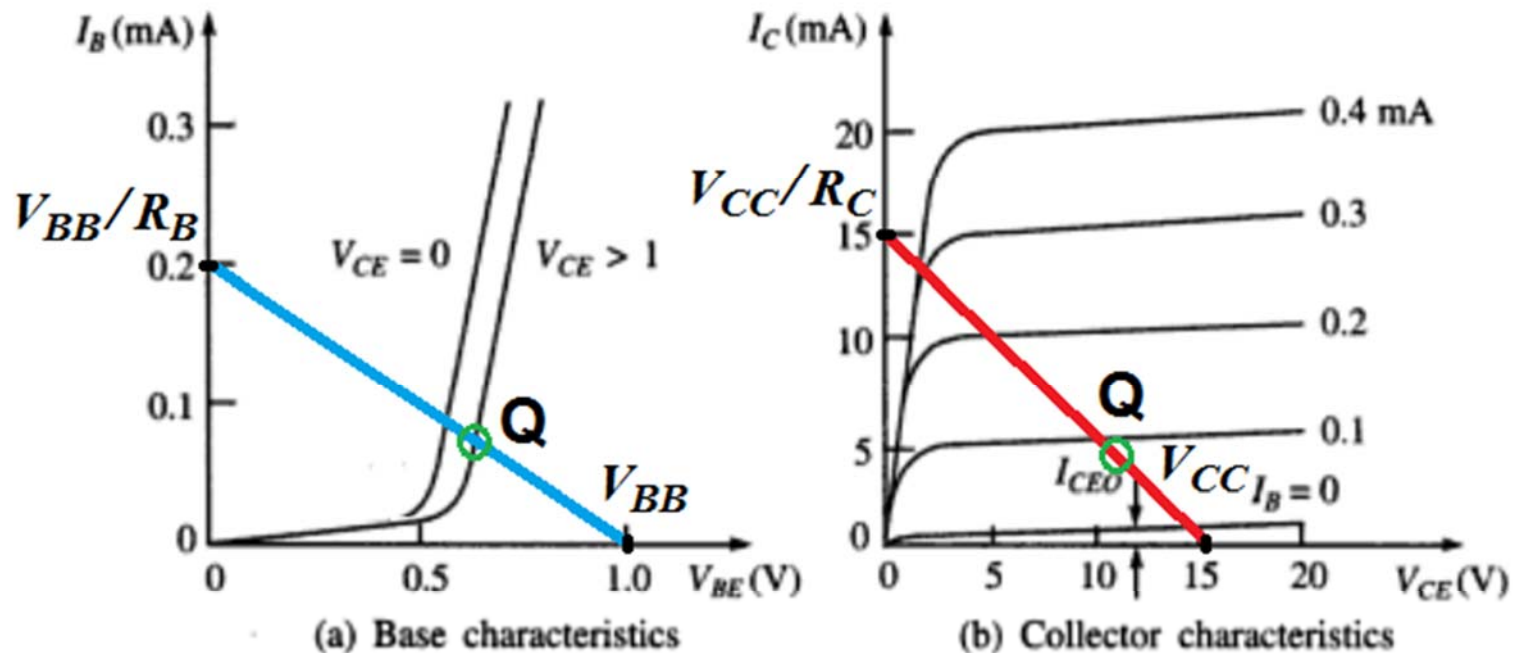 I_B (mA)
0.3
V_BB/R_B
0.2
V_CE = 0
V_CE > 1
0.1
Q
V_BB
0
0
0.5
1.0
V_BE (V)
(a) Base characteristics
I_C (mA)
0.4 mA
20
V_CC/R_C
0.3
15
0.2
10
Q
0.1
5
I_CEO
V_CC
I_B = 0
0
0
5
10
15
20
V_CE (V)
(b) Collector characteristics